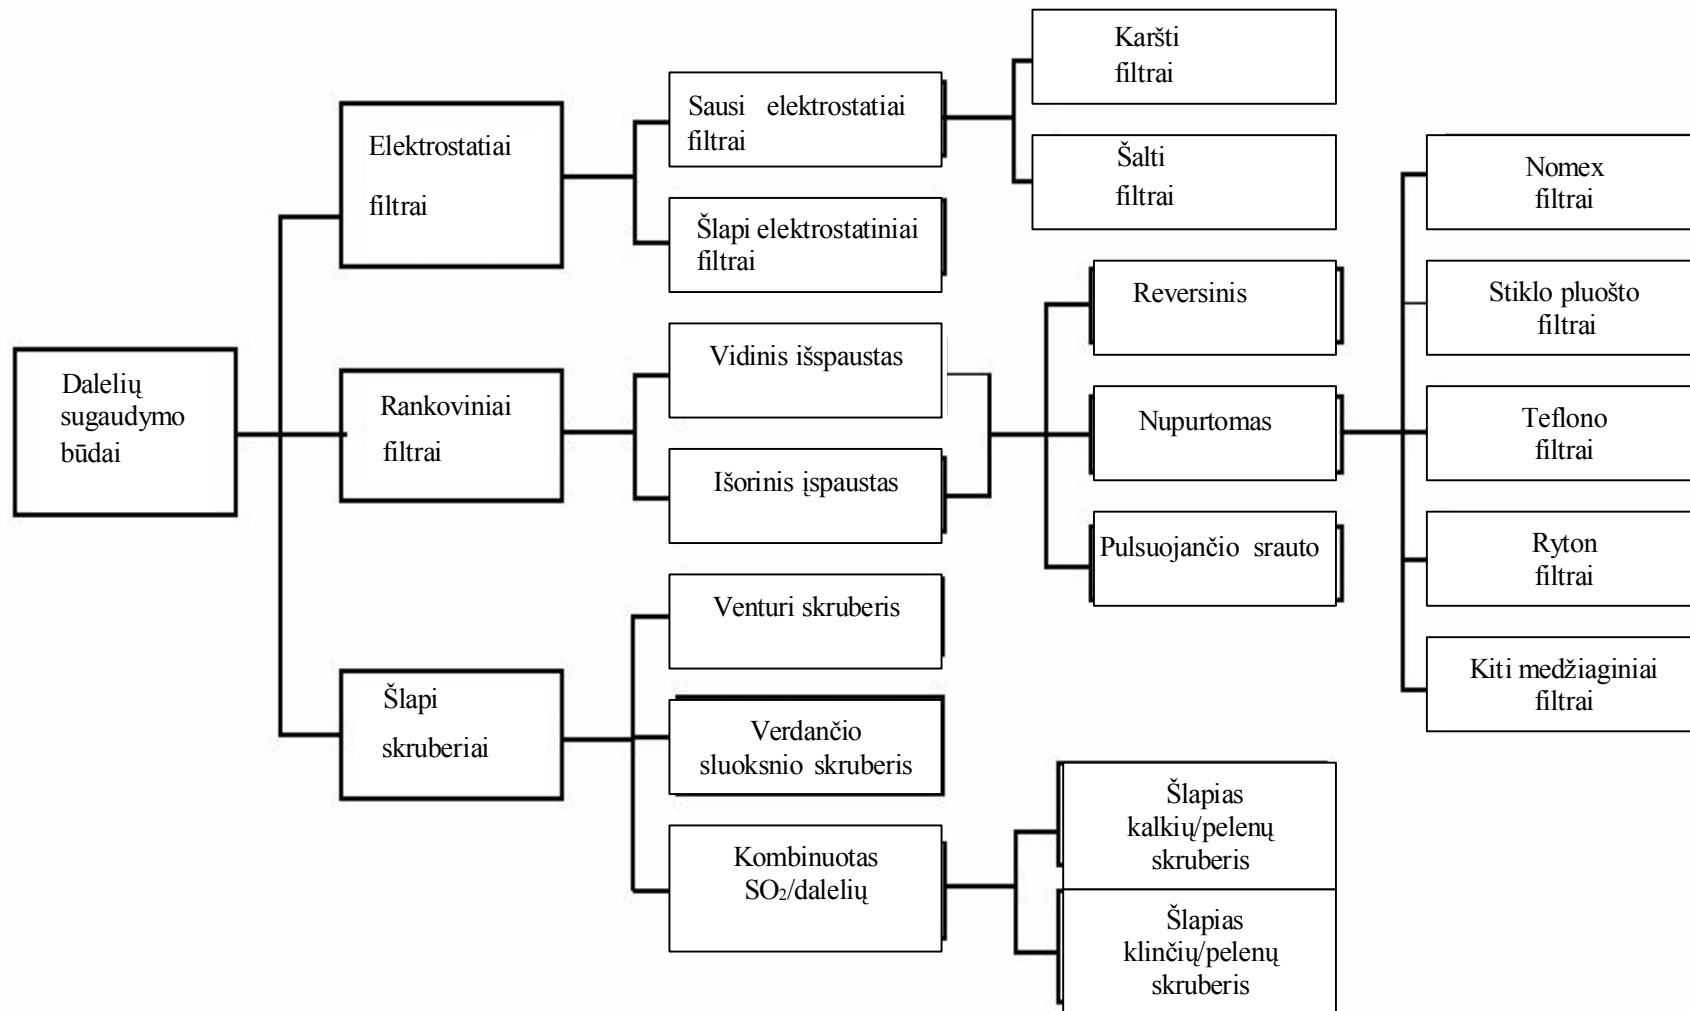 Dalelių
sugaudymo
būdai
Elektrostatiai
filtrai
Rankoviniai
filtrai
Šlapi
skruberiai
Sausi elektrostatiai
filtrai
Šlapi elektrostatiniai
filtrai
Vidinis išspaustas
Išorinis įspaustas
Venturi skruberis
Verdančio
sluoksnio skruberis
Kombinuotas
SO₂/dalelių
Karšti
filtrai
Šalti
filtrai
Reversinis
Nupurtomas
Pulsuojančio srauto
Šlapias
kalkių/pelenų
skruberis
Šlapias
klinčių/pelenų
skruberis
Nomex
filtrai
Stiklo pluošto
filtrai
Teflono
filtrai
Ryton
filtrai
Kiti medžiaginiai
filtrai